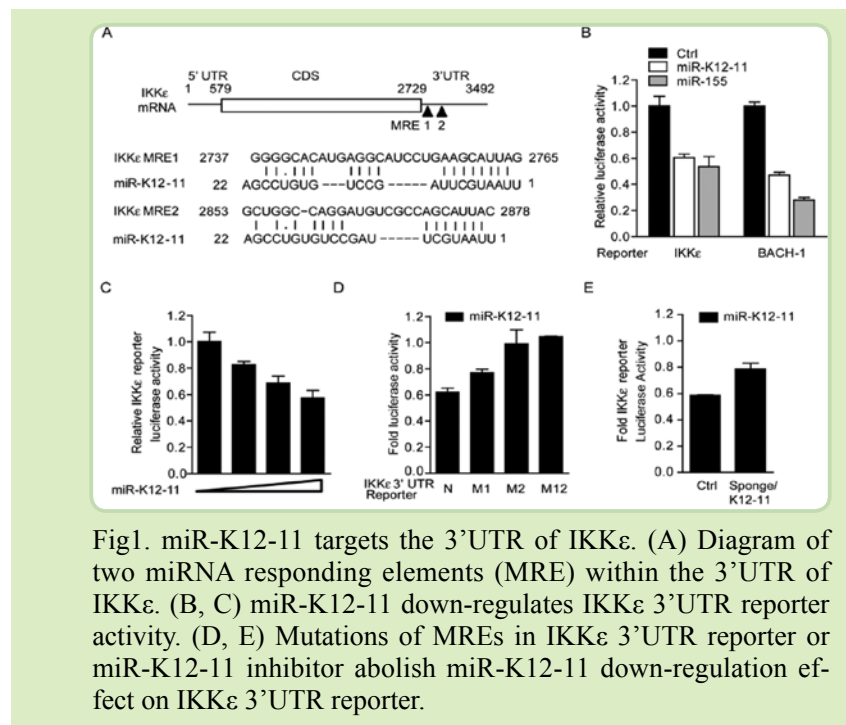 A
5' UTR CDS 3'UTR
IKKε 1 579 2729 3492
mRNA
MRE 1 2
IKKε MRE1 2737 GGGGCACAUGAGGCAUCCUGAAGCAUUAG 2765
miR-K12-11 22 AGCCUGUG---UCCG-----AUUCGUAAUU 1
IKKε MRE2 2853 GCUGGC-CAGGAUGUCGCCAGCAUUAC 2878
miR-K12-11 22 AGCCUGUGUCCGAU-----UCGUAAUU 1
B
Ctrl
miR-K12-11
miR-155
Relative luciferase activity
1.2
1.0
0.8
0.6
0.4
0.2
0.0
Reporter IKKε BACH-1
C
Relative IKKε reporter
luciferase activity
1.2
1.0
0.8
0.6
0.4
0.2
0.0
miR-K12-11
D
miR-K12-11
Fold luciferase activity
1.2
1.0
0.8
0.6
0.4
0.2
0.0
IKKε 3' UTR
Reporter N M1 M2 M12
E
miR-K12-11
Fold IKKε reporter
Luciferase Activity
1.2
1.0
0.8
0.6
0.4
0.2
0.0
Ctrl Sponge/
K12-11
Fig1. miR-K12-11 targets the 3’UTR of IKKε. (A) Diagram of
two miRNA responding elements (MRE) within the 3’UTR of
IKKε. (B, C) miR-K12-11 down-regulates IKKε 3’UTR reporter
activity. (D, E) Mutations of MREs in IKKε 3’UTR reporter or
miR-K12-11 inhibitor abolish miR-K12-11 down-regulation ef-
fect on IKKε 3’UTR reporter.